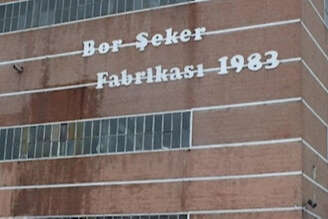 Bor Şeker
Fabrikası 1983